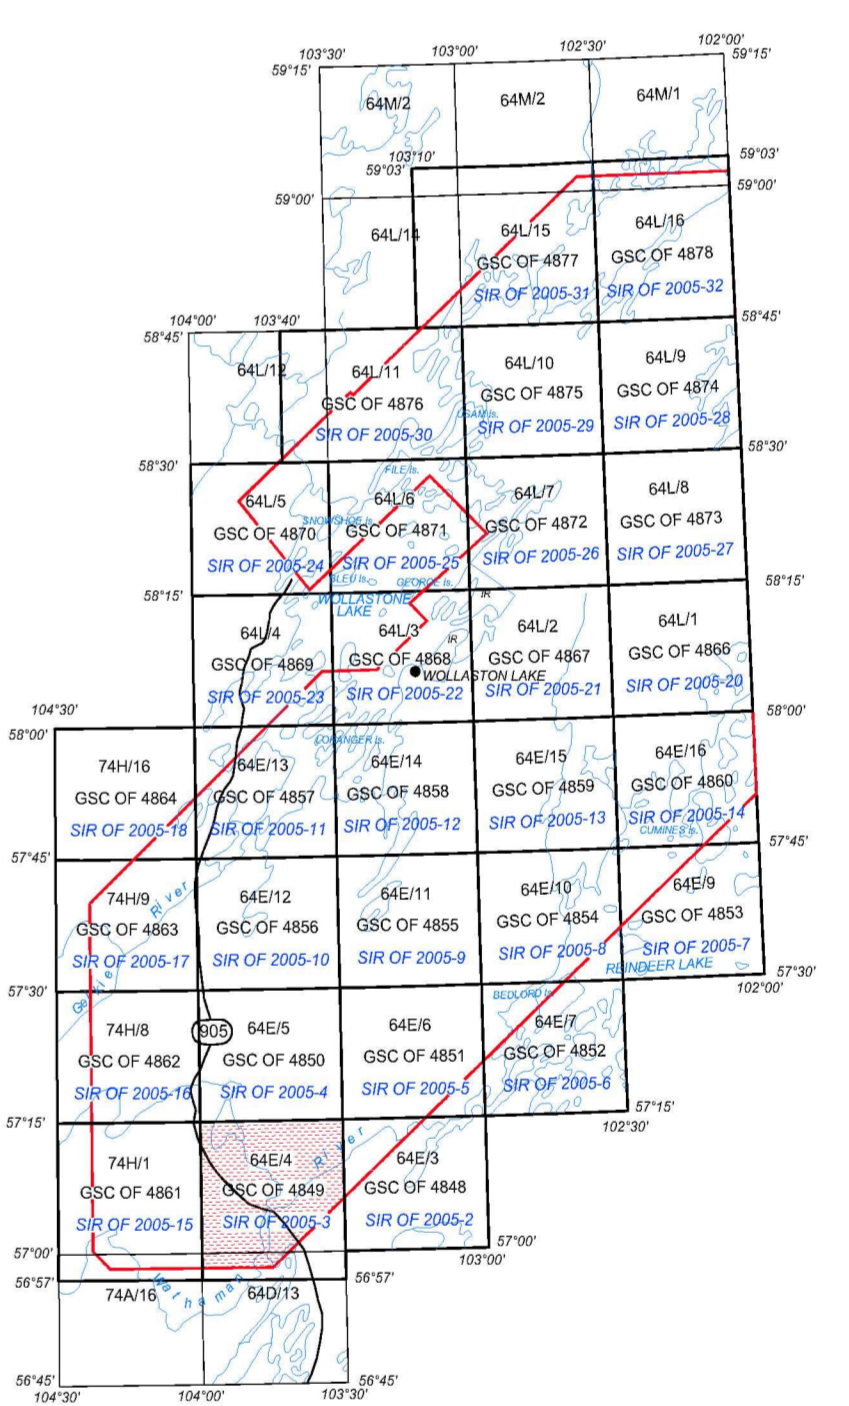 103°30'
103°00'
102°30'
102°00'
59°15'
59°15'
64M/2
64M/2
64M/1
103°10'
59°03'
59°03'
59°00'
59°00'
64L/14
64L/15
GSC OF 4877
SIR OF 2005-31
64L/16
GSC OF 4878
SIR OF 2005-32
104°00'
103°40'
58°45'
58°45'
64L/12
64L/11
GSC OF 4876
SIR OF 2005-30
64L/10
GSC OF 4875
USAM Is.
SIR OF 2005-29
64L/9
GSC OF 4874
SIR OF 2005-28
58°30'
58°30'
FILE Is.
64L/5
GSC OF 4870
SIR OF 2005-24
64L/6
SNOWSHOE Is.
GSC OF 4871
SIR OF 2005-25
64L/7
GSC OF 4872
SIR OF 2005-26
64L/8
GSC OF 4873
SIR OF 2005-27
BLEU Is.
GEORGE Is.
58°15'
58°15'
WOLLASTONE
LAKE
IR
64L/4
GSC OF 4869
SIR OF 2005-23
64L/3
IR
GSC OF 4868
SIR OF 2005-22
64L/2
GSC OF 4867
WOLLASTON LAKE
SIR OF 2005-21
64L/1
GSC OF 4866
SIR OF 2005-20
104°30'
58°00'
58°00'
CORANGER Is.
74H/16
GSC OF 4864
SIR OF 2005-18
64E/13
GSC OF 4857
SIR OF 2005-11
64E/14
GSC OF 4858
SIR OF 2005-12
64E/15
GSC OF 4859
SIR OF 2005-13
64E/16
GSC OF 4860
SIR OF 2005-14
CUMINES Is.
57°45'
57°45'
74H/9
River
GSC OF 4863
SIR OF 2005-17
64E/12
GSC OF 4856
SIR OF 2005-10
64E/11
GSC OF 4855
SIR OF 2005-9
64E/10
GSC OF 4854
SIR OF 2005-8
64E/9
GSC OF 4853
SIR OF 2005-7
REINDEER LAKE
57°30'
57°30'
102°00'
Geikie
BEDLORD Is.
74H/8
GSC OF 4862
SIR OF 2005-16
905
64E/5
GSC OF 4850
SIR OF 2005-4
64E/6
GSC OF 4851
SIR OF 2005-5
64E/7
GSC OF 4852
SIR OF 2005-6
57°15'
57°15'
102°30'
74H/1
GSC OF 4861
SIR OF 2005-15
64E/4
River
GSC OF 4849
SIR OF 2005-3
64E/3
GSC OF 4848
SIR OF 2005-2
57°00'
57°00'
103°00'
56°57'
56°57'
Wathaman
74A/16
64D/13
56°45'
56°45'
104°30'
104°00'
103°30'